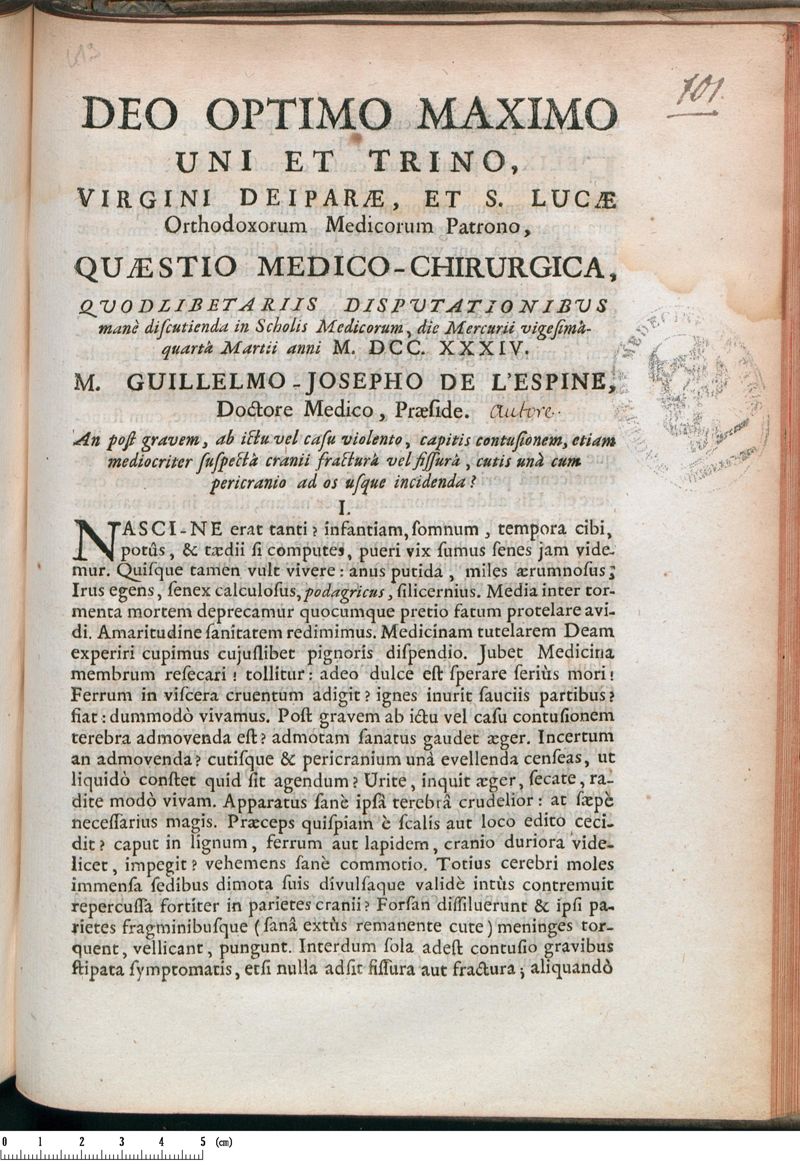 613
101.
DEO OPTIMO MAXIMO
UNI ET TRINO,
VIRGINI DEIPARÆ, ET S. LUCÆ
Orthodoxorum Medicorum Patrono,
QUÆSTIO MEDICO-CHIRURGICA,
QUODLIBETARIIS DISPUTATIONIBUS
manè diſcutienda in Scholis Medicorum, die Mercurii vigeſimâ-
quartâ Martii anni M. DCC. XXXIV.
M. GUILLELMO-JOSEPHO DE L'ESPINE,
Doctore Medico, Præſide. Autore.
An poſt gravem, ab ictu vel caſu violento, capitis contuſionem, etiam
mediocriter ſuſpectâ cranii fracturâ vel fiſſurâ, cutis unà cum
pericranio ad os uſque incidenda?
I.
NASCI-NE erat tanti? infantiam, ſomnum, tempora cibi,
potûs, & tædii ſi computes, pueri vix ſumus ſenes jam vide-
mur. Quiſque tamen vult vivere: anus putida, miles ærumnoſus;
Irus egens, ſenex calculoſus, podagricus, ſilicernius. Media inter tor-
menta mortem deprecamur quocumque pretio fatum protelare avi-
di. Amaritudine ſanitatem redimimus. Medicinam tutelarem Deam
experiri cupimus cujuſlibet pignoris diſpendio. Jubet Medicina
membrum reſecari! tollitur: adeo dulce eſt ſperare ſeriùs mori!
Ferrum in viſcera cruentum adigit? ignes inurit ſauciis partibus?
fiat: dummodò vivamus. Poſt gravem ab ictu vel caſu contuſionem
terebra admovenda eſt? admotam ſanatus gaudet æger. Incertum
an admovenda? cutiſque & pericranium unà evellenda cenſeas, ut
liquidò conſtet quid ſit agendum? Urite, inquit æger, ſecate, ra-
dite modò vivam. Apparatus ſanè ipſâ terebrâ crudelior: at ſæpè
neceſſarius magis. Præceps quiſpiam è ſcalis aut loco edito ceci-
dit? caput in lignum, ferrum aut lapidem, cranio duriora vide-
licet, impegit? vehemens ſanè commotio. Totius cerebri moles
immenſa ſedibus dimota ſuis divulſaque validè intùs contremuit
repercuſſa fortiter in parietes cranii? Forſan diſſiluerunt & ipſi pa-
rietes fragminibuſque (ſanâ extùs remanente cute) meninges tor-
quent, vellicant, pungunt. Interdum ſola adeſt contuſio gravibus
ſtipata ſymptomatis, etſi nulla adſit fiſſura aut fractura; aliquandò
0 1 2 3 4 5 (cm)